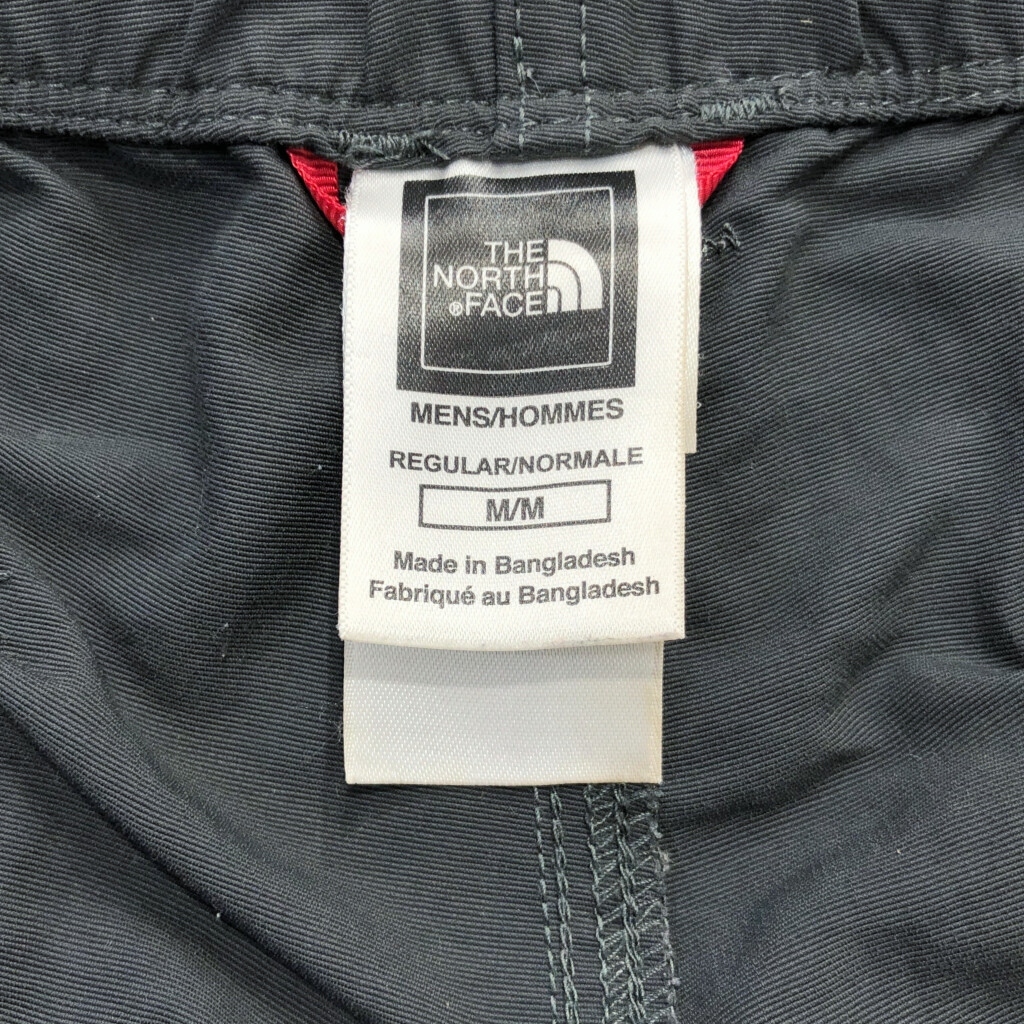 THE
NORTH
®FACE
MENS/HOMMES
REGULAR/NORMALE
M/M
Made in Bangladesh
Fabriqué au Bangladesh